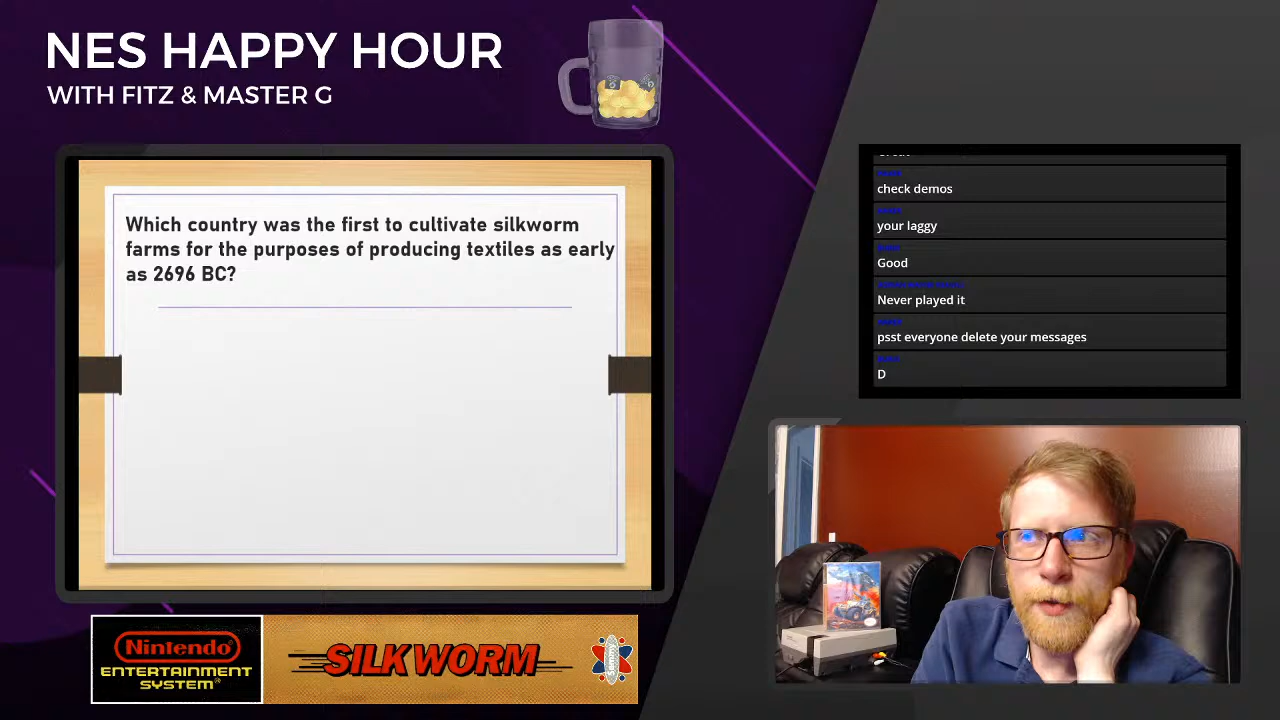 NES HAPPY HOUR
WITH FITZ & MASTER G
Which country was the first to cultivate silkworm
farms for the purposes of producing textiles as early
as 2696 BC?
check demos
your laggy
Good
Never played it
psst everyone delete your messages
D
Nintendo
ENTERTAINMENT
SYSTEM®
SILKWORM